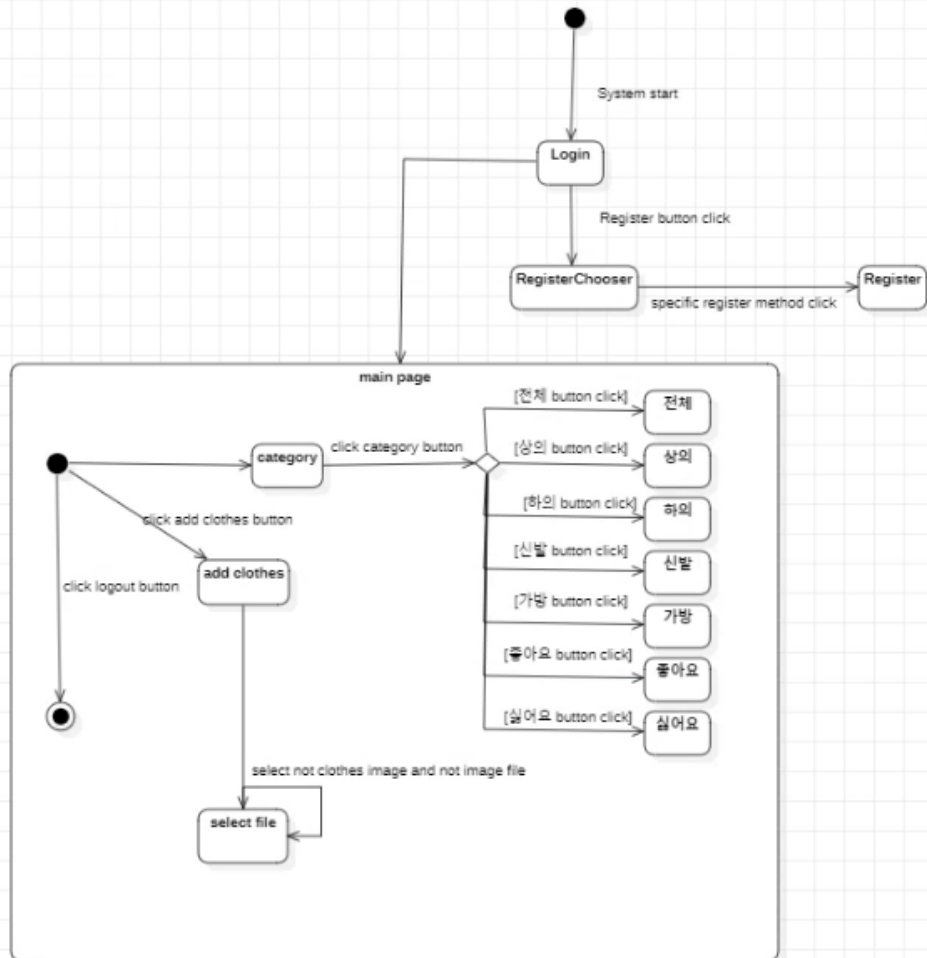 System start
Login
Register button click
RegisterChooser
Register
specific register method click
main page
[전체 button click]
전체
click category button
[상의 button click]
category
상의
[하의 button click]
하의
click add clothes button
[신발 button click]
신발
add clothes
click logout button
[가방 button click]
가방
[좋아요 button click]
좋아요
[싫어요 button click]
싫어요
select not clothes image and not image file
select file